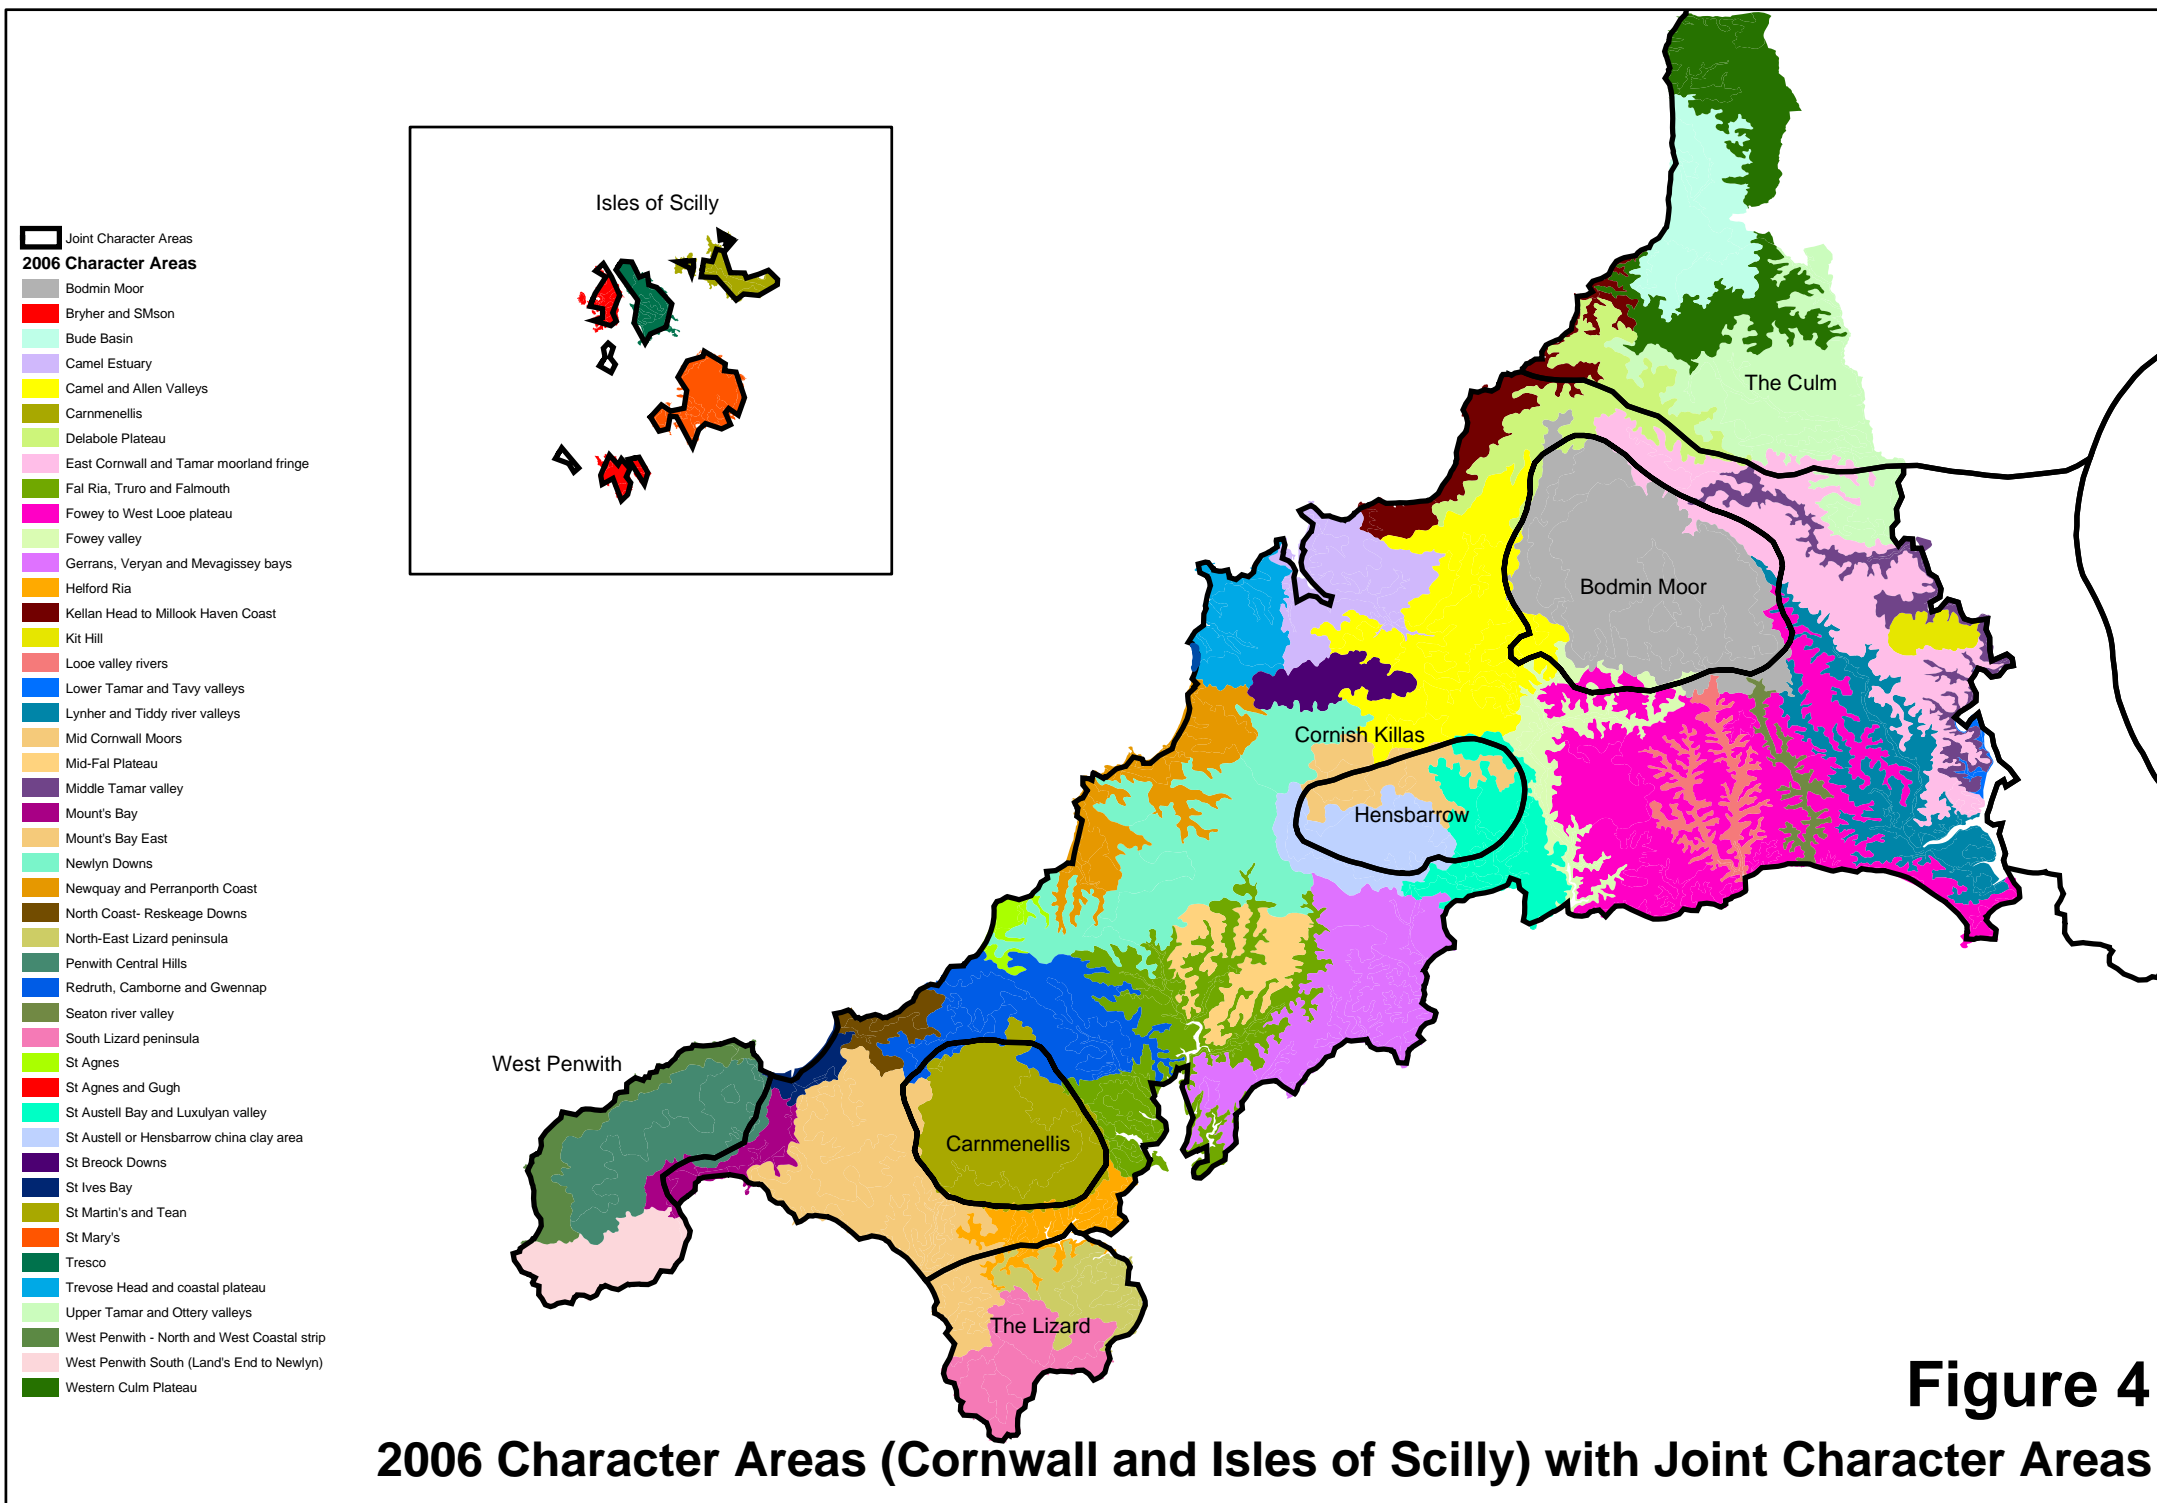 Isles of Scilly
Joint Character Areas
2006 Character Areas
Bodmin Moor
Bryher and SMson
Bude Basin
Camel Estuary
Camel and Allen Valleys
Carnmenellis
Delabole Plateau
East Cornwall and Tamar moorland fringe
Fal Ria, Truro and Falmouth
Fowey to West Looe plateau
Fowey valley
Gerrans, Veryan and Mevagissey bays
Helford Ria
Kellan Head to Millook Haven Coast
Kit Hill
Looe valley rivers
Lower Tamar and Tavy valleys
Lynher and Tiddy river valleys
Mid Cornwall Moors
Mid-Fal Plateau
Middle Tamar valley
Mount's Bay
Mount's Bay East
Newlyn Downs
Newquay and Perranporth Coast
North Coast- Reskeage Downs
North-East Lizard peninsula
Penwith Central Hills
Redruth, Camborne and Gwennap
Seaton river valley
South Lizard peninsula
St Agnes
St Agnes and Gugh
St Austell Bay and Luxulyan valley
St Austell or Hensbarrow china clay area
St Breock Downs
St Ives Bay
St Martin's and Tean
St Mary's
Tresco
Trevose Head and coastal plateau
Upper Tamar and Ottery valleys
West Penwith - North and West Coastal strip
West Penwith South (Land's End to Newlyn)
Western Culm Plateau
The Culm
Bodmin Moor
Cornish Killas
Hensbarrow
West Penwith
Carnmenellis
The Lizard
Figure 4
2006 Character Areas (Cornwall and Isles of Scilly) with Joint Character Areas